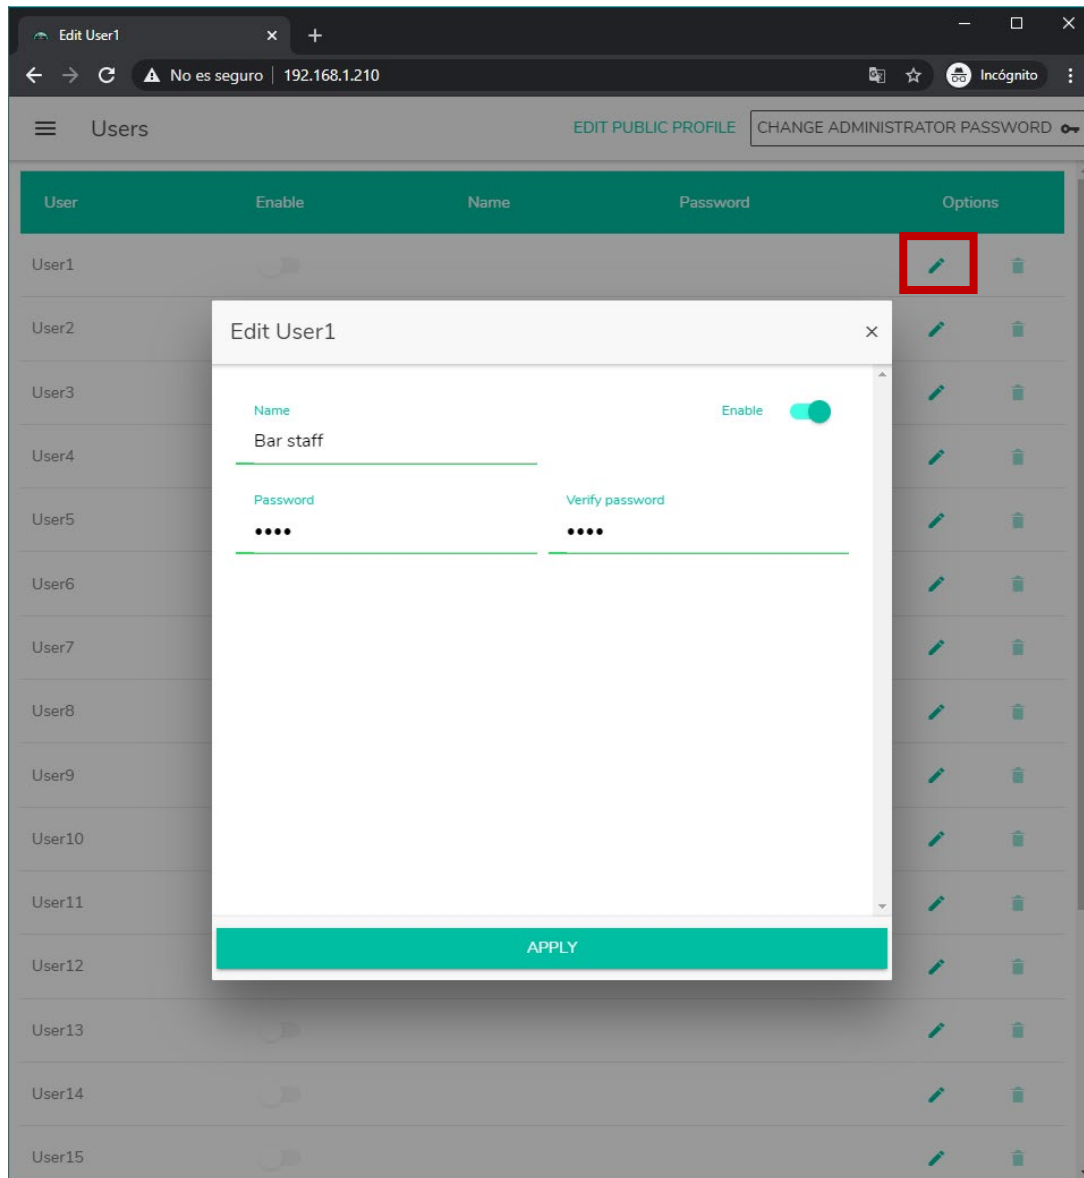 Edit User1
No es seguro | 192.168.1.210 Incógnito
Users EDIT PUBLIC PROFILE CHANGE ADMINISTRATOR PASSWORD
User Enable Name Password Options
User1
User2
Edit User1
User3
Name Enable
Bar staff
User4
Password Verify password
User5
•••• ••••
User6
User7
User8
User9
User10
User11
APPLY
User12
User13
User14
User15